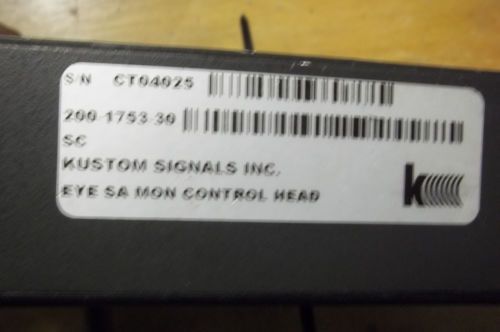 S/N CT04025
200-1753-30
SC
KUSTOM SIGNALS INC.
EYE SA MON CONTROL HEAD
k